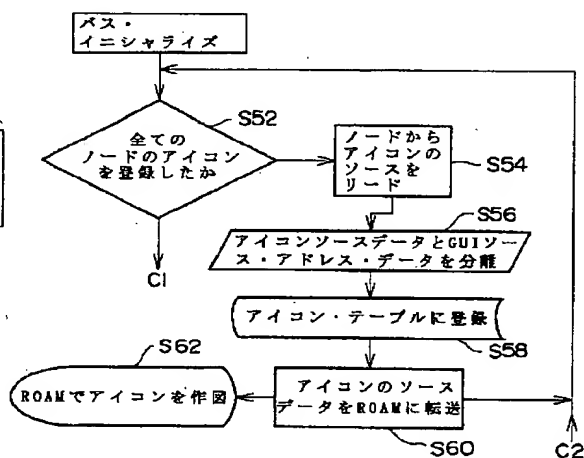 バス・
イニシャライズ
S52
全ての
ノードのアイコン
を登録したか
C1
ノードから
アイコンの
ソースを
リード
S54
S56
アイコンソースデータとGUIソー
ス・アドレス・データを分離
アイコン・テーブルに登録
S58
S62
ROAMでアイコンを作図
アイコンのソース
データをROAMに転送
S60
C2